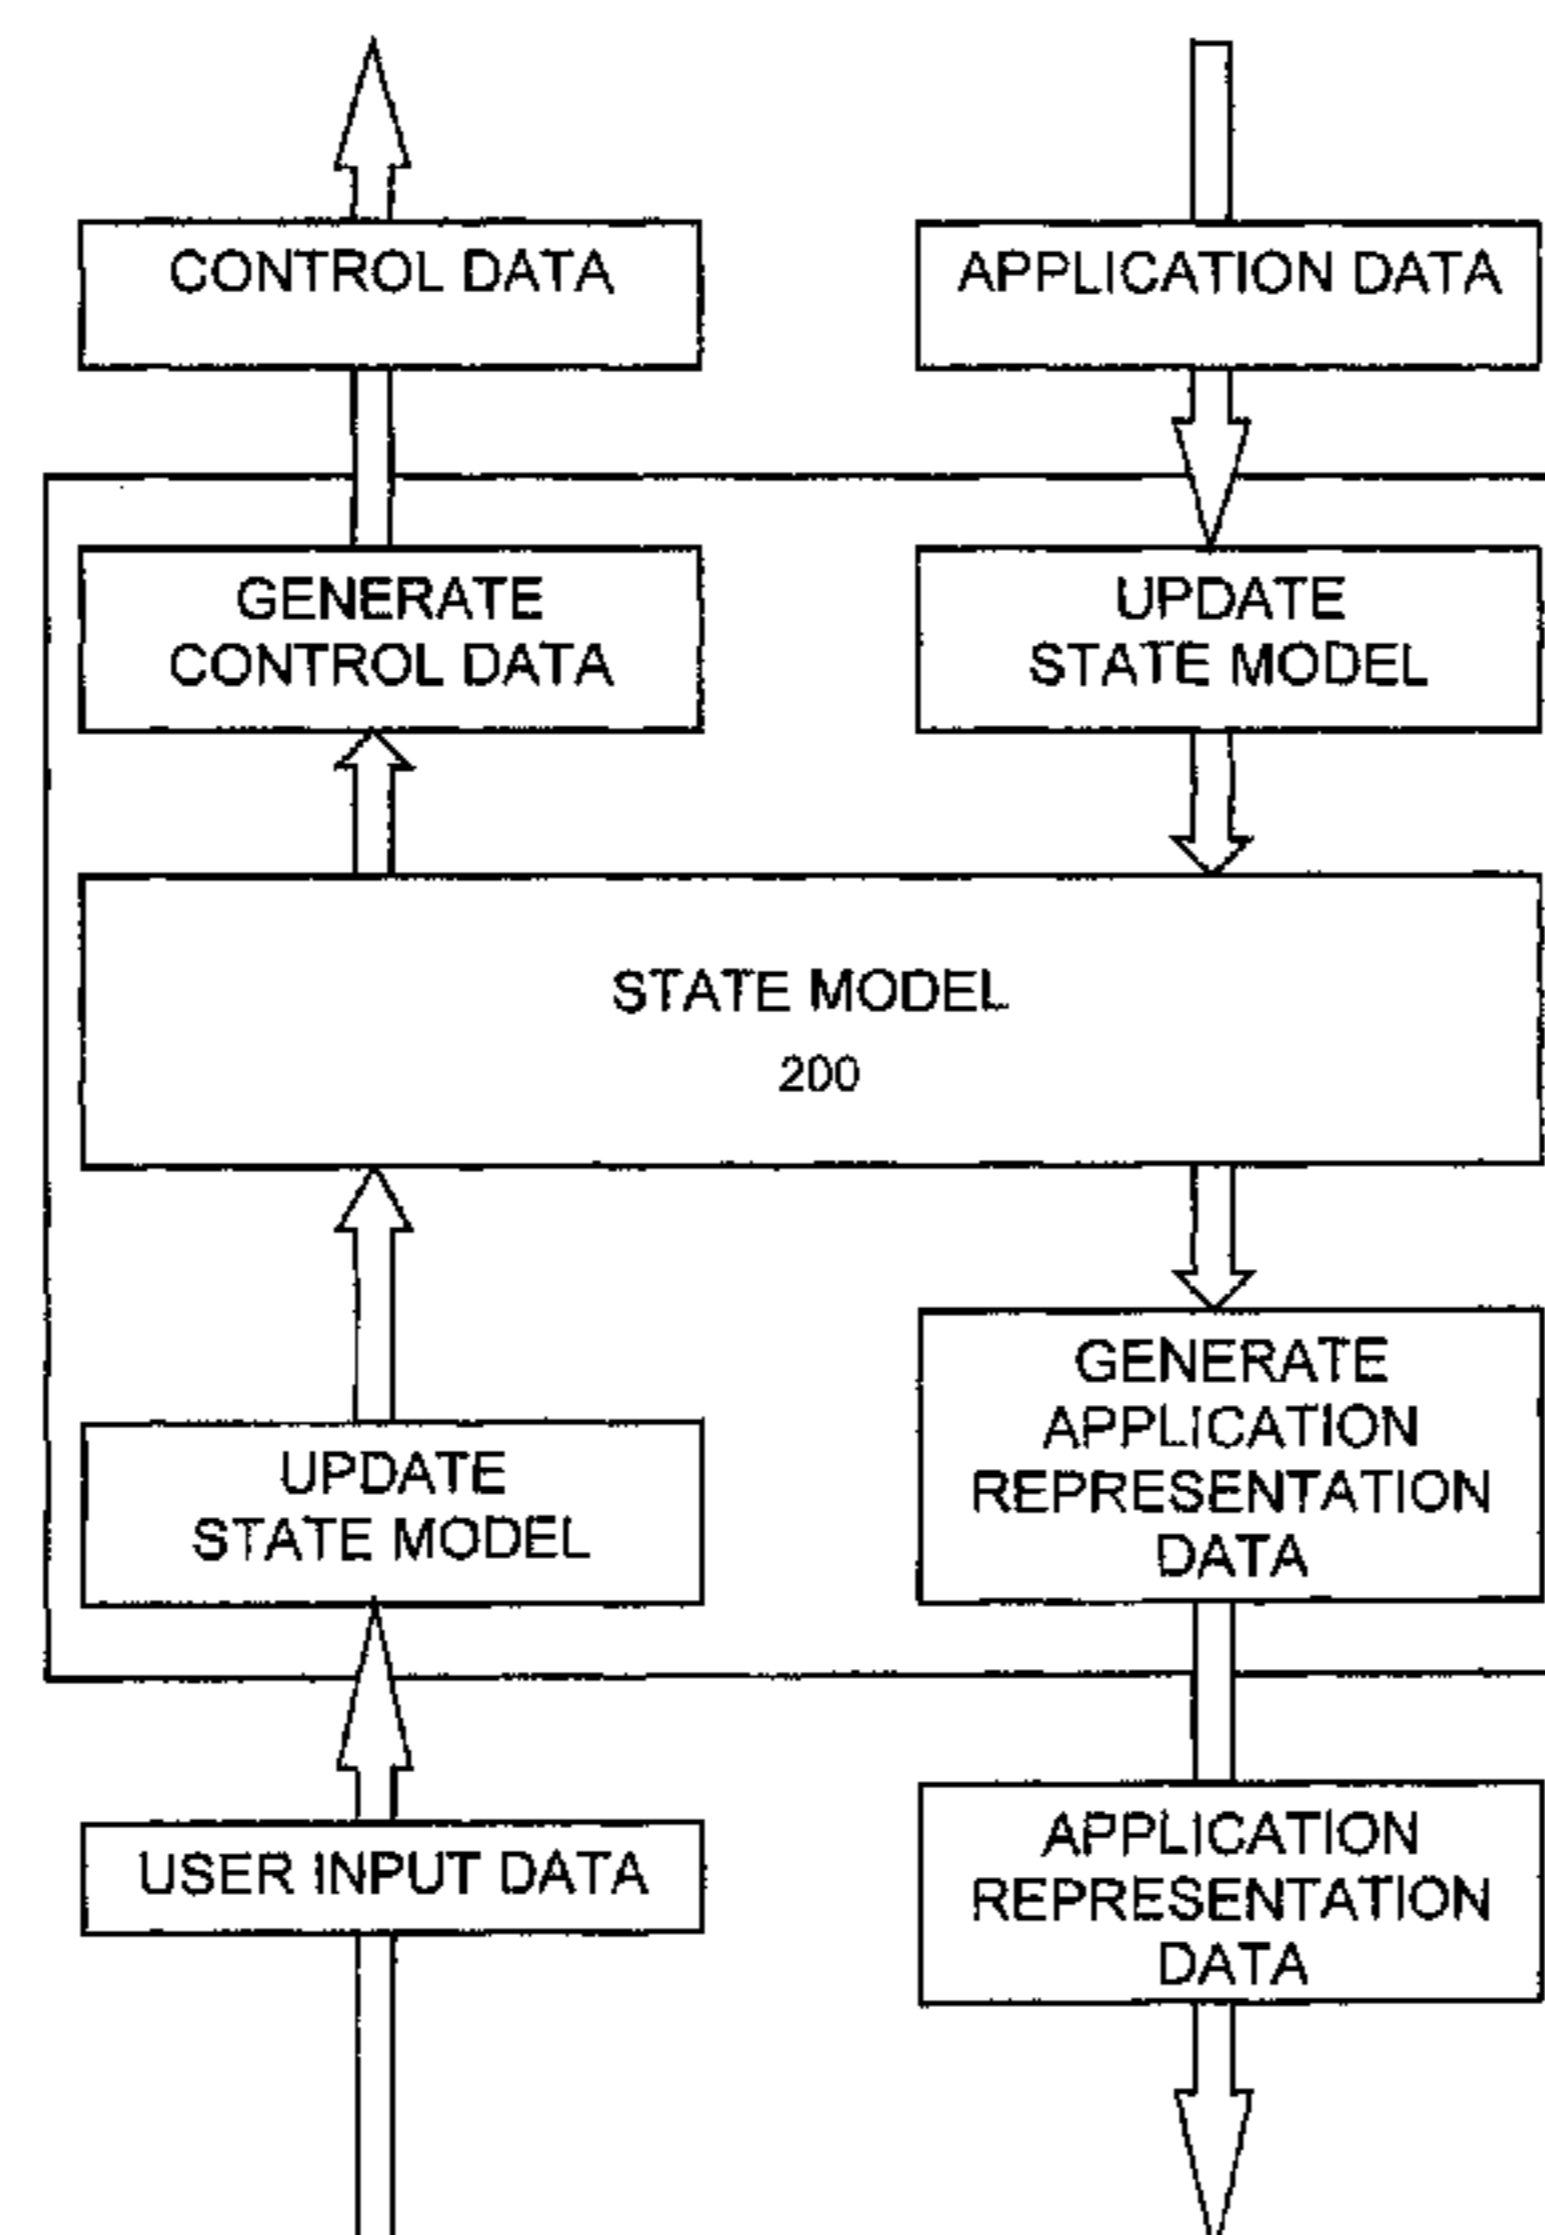 CONTROL DATA
APPLICATION DATA
GENERATE
CONTROL DATA
UPDATE
STATE MODEL
STATE MODEL
200
GENERATE
APPLICATION
REPRESENTATION
DATA
UPDATE
STATE MODEL
USER INPUT DATA
APPLICATION
REPRESENTATION
DATA